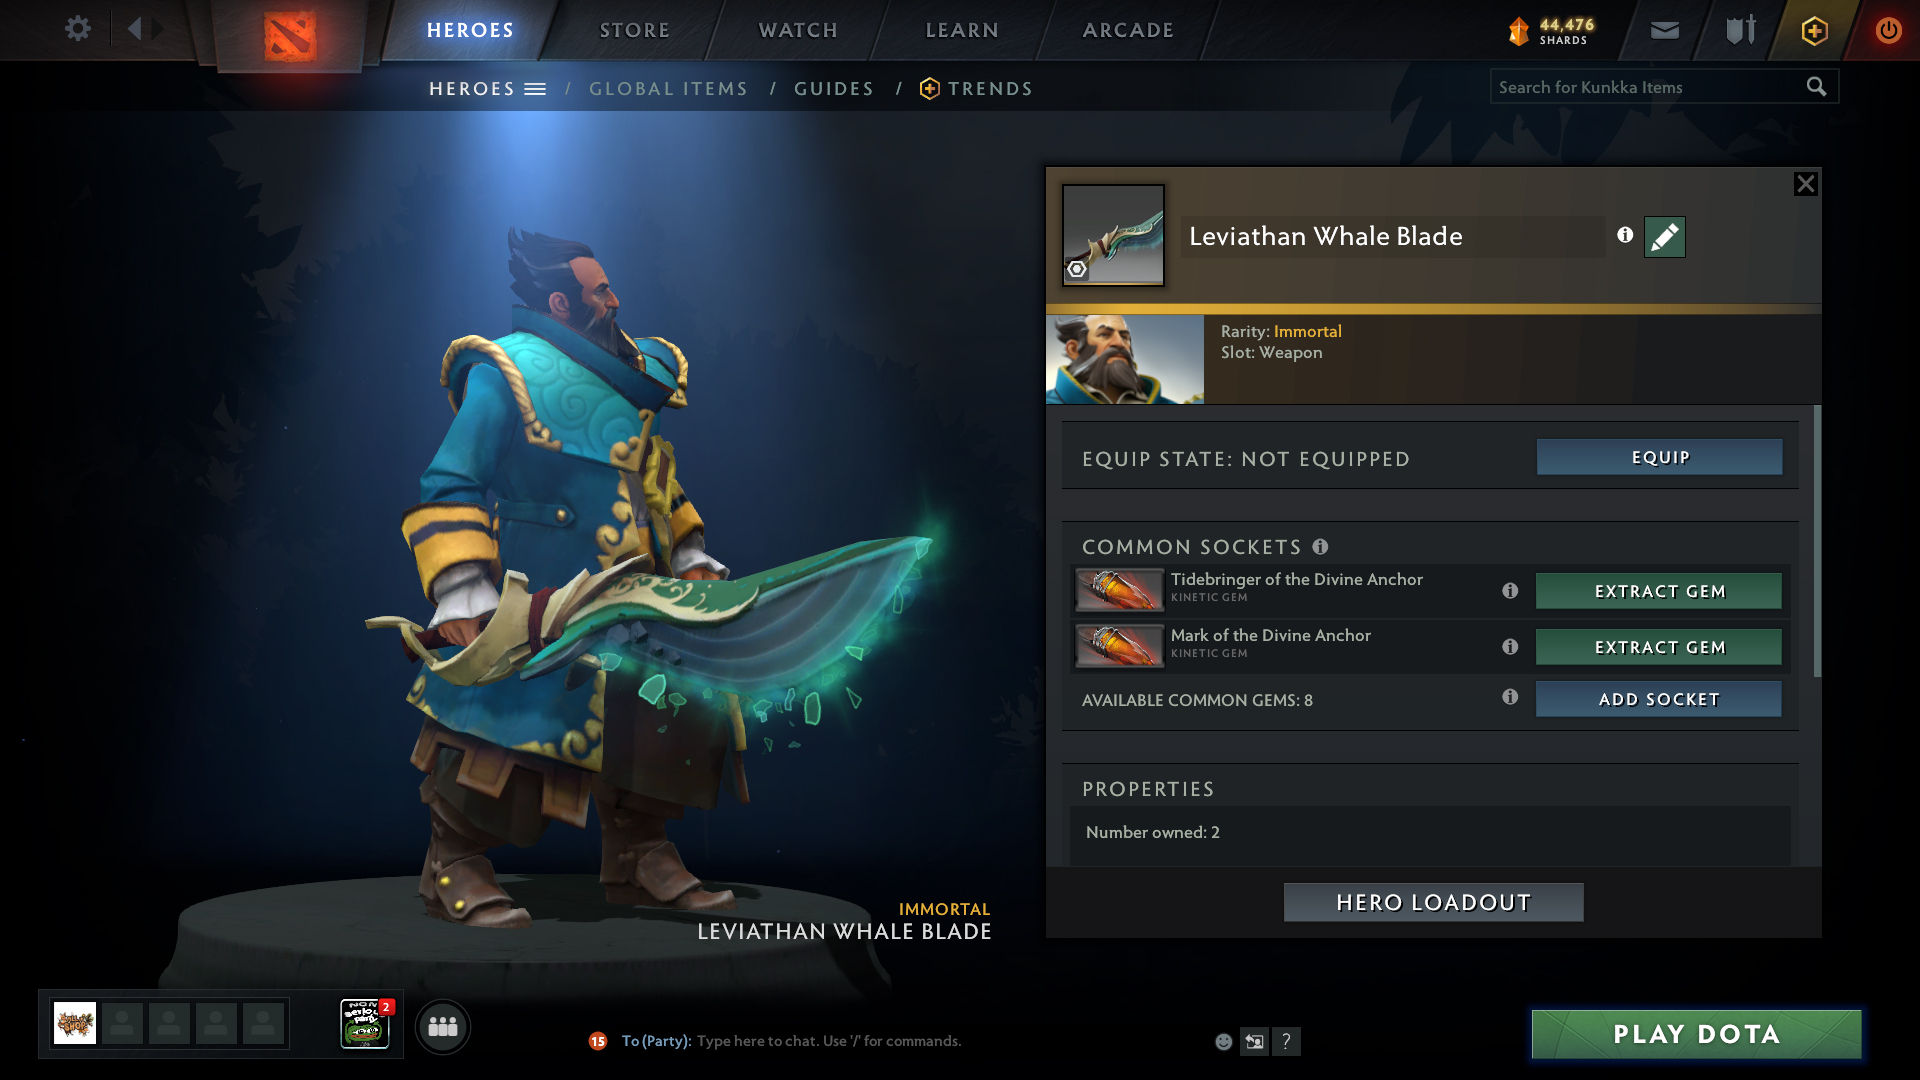 HEROES
STORE
WATCH
LEARN
ARCADE
44,476
SHARDS
HEROES / GLOBAL ITEMS / GUIDES / TRENDS
Search for Kunkka Items
Leviathan Whale Blade
Rarity: Immortal
Slot: Weapon
EQUIP STATE: NOT EQUIPPED
EQUIP
COMMON SOCKETS
Tidebringer of the Divine Anchor
KINETIC GEM
EXTRACT GEM
Mark of the Divine Anchor
KINETIC GEM
EXTRACT GEM
AVAILABLE COMMON GEMS: 8
ADD SOCKET
PROPERTIES
Number owned: 2
HERO LOADOUT
IMMORTAL
LEVIATHAN WHALE BLADE
2
15
To (Party): Type here to chat. Use '/' for commands.
?
PLAY DOTA